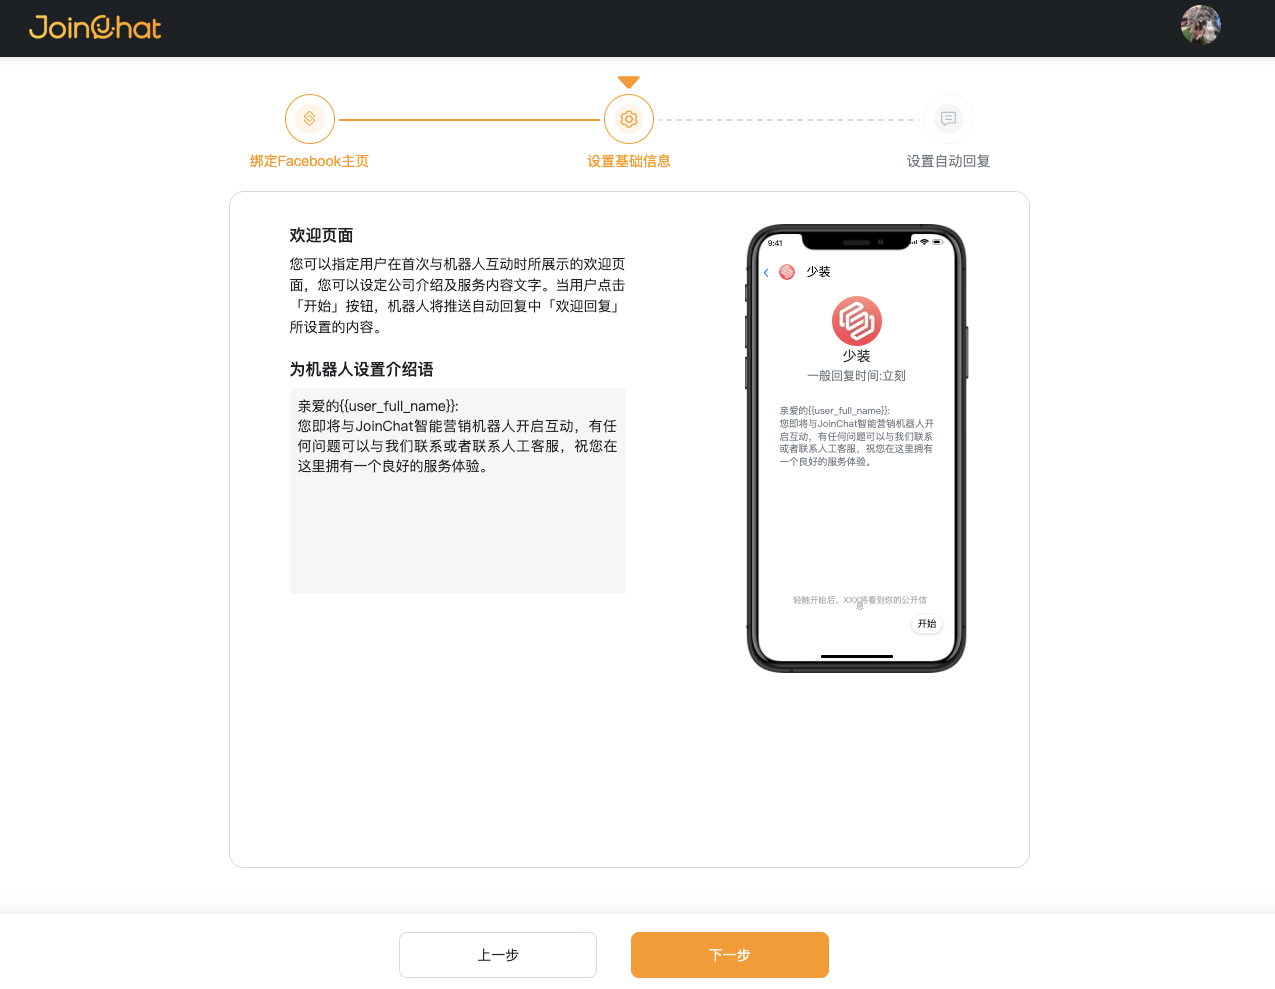 JoinChat
绑定Facebook主页
设置基础信息
设置自动回复
欢迎页面
您可以指定用户在首次与机器人互动时所展示的欢迎页
面，您可以设定公司介绍及服务内容文字。当用户点击
「开始」按钮，机器人将推送自动回复中「欢迎回复」
所设置的内容。
为机器人设置介绍语
亲爱的{{user_full_name}}:
您即将与JoinChat智能营销机器人开启互动，有任
何问题可以与我们联系或者联系人工客服，祝您在
这里拥有一个良好的服务体验。
9:41
少装
少装
一般回复时间:立刻
亲爱的{{user_full_name}}:
您即将与JoinChat智能营销机器人开
启互动，有任何问题可以与我们联系
或者联系人工客服，祝您在这里拥有
一个良好的服务体验。
轻触开始后，XXX将看到你的公开信
息
开始
上一步
下一步